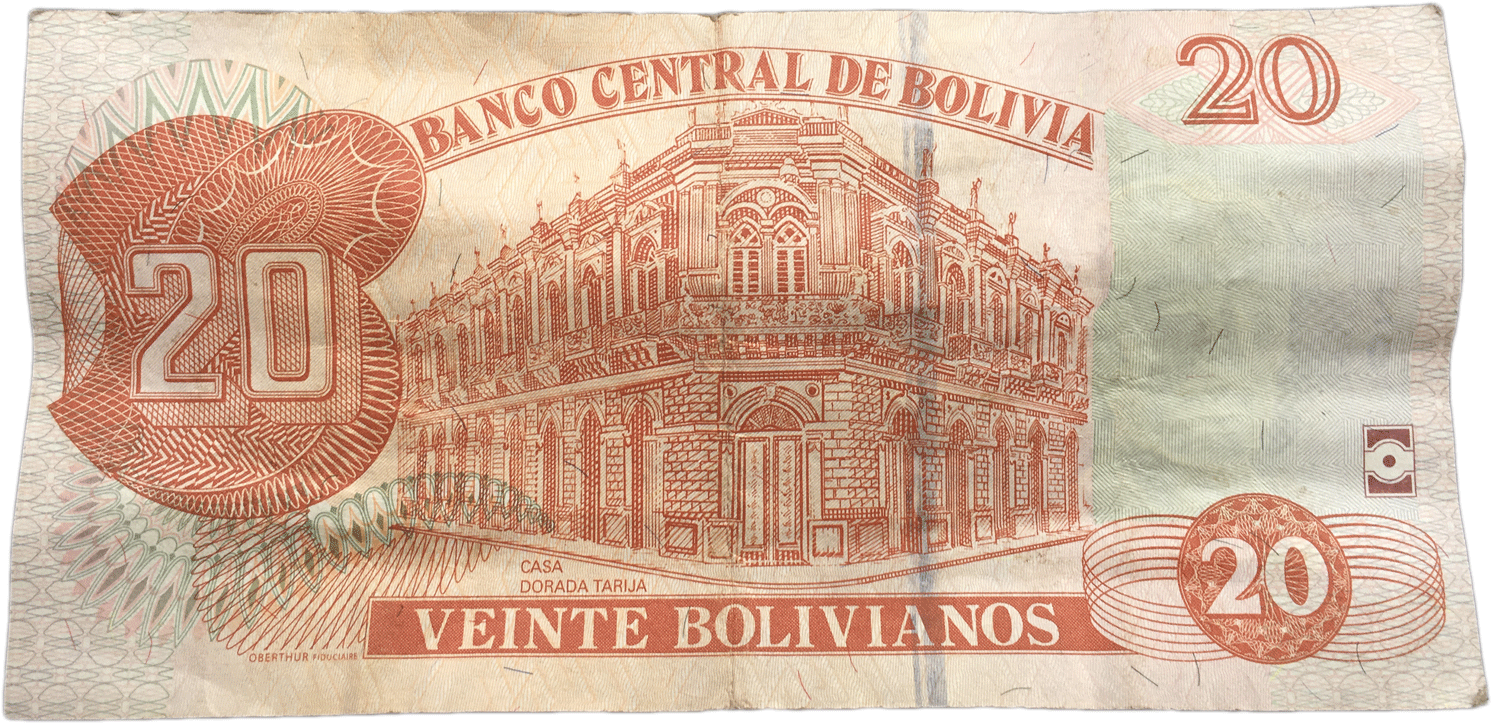 BANCO CENTRAL DE BOLIVIA
20
20
CASA
DORADA TARIJA
VEINTE BOLIVIANOS
20
OBERTHUR FIDUCIAIRE